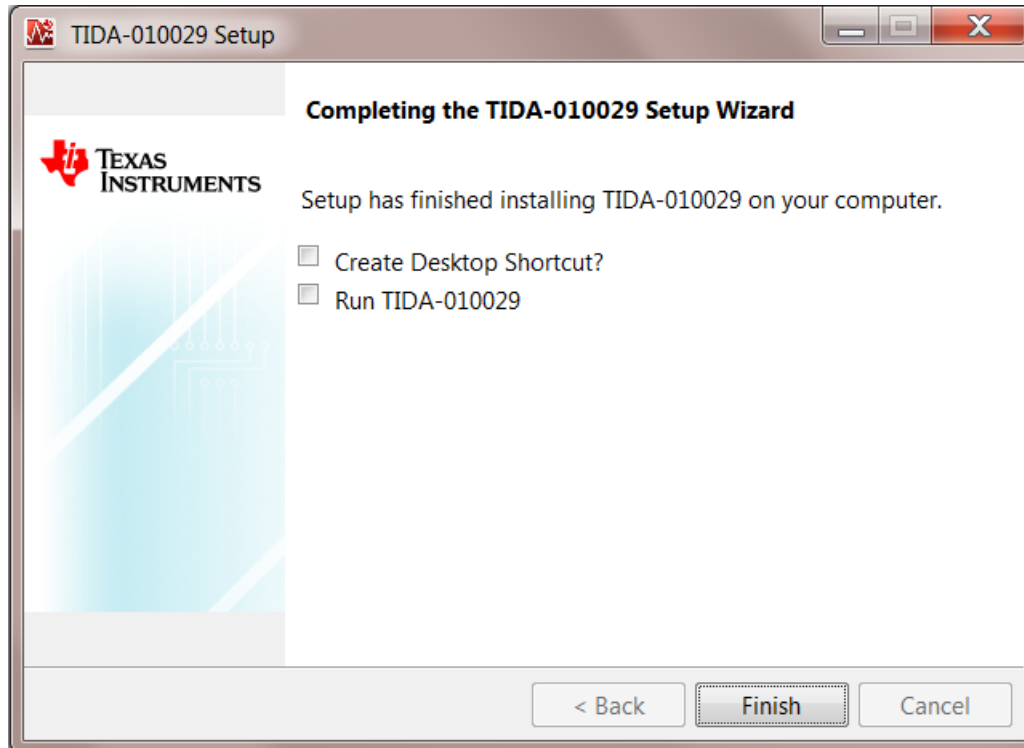 TIDA-010029 Setup
Completing the TIDA-010029 Setup Wizard
TEXAS
INSTRUMENTS
Setup has finished installing TIDA-010029 on your computer.
Create Desktop Shortcut?
Run TIDA-010029
< Back
Finish
Cancel